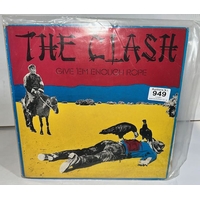 THE CLASH
GIVE 'EM ENOUGH ROPE
949